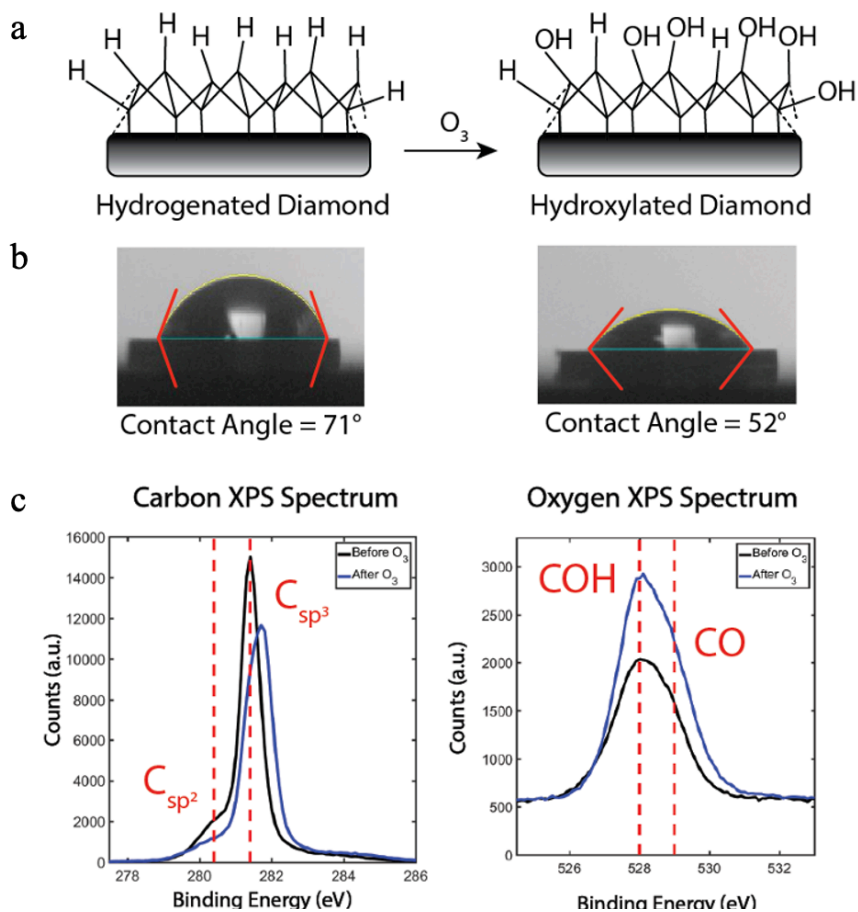 a
H H H H H H H H
H OH H OH OH H OH OH OH
O₃
Hydrogenated Diamond
Hydroxylated Diamond
b
Contact Angle = 71°
Contact Angle = 52°
c
Carbon XPS Spectrum
Before O₃
After O₃
C sp³
C sp²
Counts (a.u.)
16000
14000
12000
10000
8000
6000
4000
2000
0
278 280 282 284 286
Binding Energy (eV)
Oxygen XPS Spectrum
Before O₃
After O₃
COH
CO
Counts (a.u.)
3000
2500
2000
1500
1000
500
0
526 528 530 532
Binding Energy (eV)